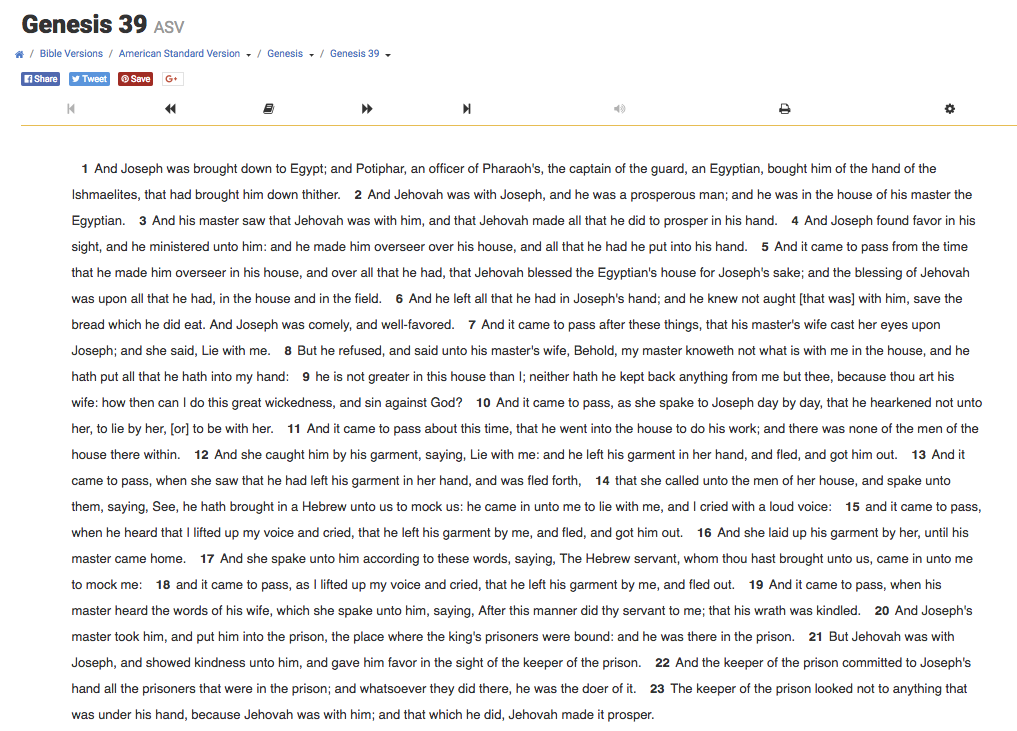 Genesis 39 ASV
/ Bible Versions / American Standard Version / Genesis / Genesis 39
Share Tweet Save G+
1 And Joseph was brought down to Egypt; and Potiphar, an officer of Pharaoh's, the captain of the guard, an Egyptian, bought him of the hand of the
Ishmaelites, that had brought him down thither. 2 And Jehovah was with Joseph, and he was a prosperous man; and he was in the house of his master the
Egyptian. 3 And his master saw that Jehovah was with him, and that Jehovah made all that he did to prosper in his hand. 4 And Joseph found favor in his
sight, and he ministered unto him: and he made him overseer over his house, and all that he had he put into his hand. 5 And it came to pass from the time
that he made him overseer in his house, and over all that he had, that Jehovah blessed the Egyptian's house for Joseph's sake; and the blessing of Jehovah
was upon all that he had, in the house and in the field. 6 And he left all that he had in Joseph's hand; and he knew not aught [that was] with him, save the
bread which he did eat. And Joseph was comely, and well-favored. 7 And it came to pass after these things, that his master's wife cast her eyes upon
Joseph; and she said, Lie with me. 8 But he refused, and said unto his master's wife, Behold, my master knoweth not what is with me in the house, and he
hath put all that he hath into my hand: 9 he is not greater in this house than I; neither hath he kept back anything from me but thee, because thou art his
wife: how then can I do this great wickedness, and sin against God? 10 And it came to pass, as she spake to Joseph day by day, that he hearkened not unto
her, to lie by her, [or] to be with her. 11 And it came to pass about this time, that he went into the house to do his work; and there was none of the men of the
house there within. 12 And she caught him by his garment, saying, Lie with me: and he left his garment in her hand, and fled, and got him out. 13 And it
came to pass, when she saw that he had left his garment in her hand, and was fled forth, 14 that she called unto the men of her house, and spake unto
them, saying, See, he hath brought in a Hebrew unto us to mock us: he came in unto me to lie with me, and I cried with a loud voice: 15 and it came to pass,
when he heard that I lifted up my voice and cried, that he left his garment by me, and fled, and got him out. 16 And she laid up his garment by her, until his
master came home. 17 And she spake unto him according to these words, saying, The Hebrew servant, whom thou hast brought unto us, came in unto me
to mock me: 18 and it came to pass, as I lifted up my voice and cried, that he left his garment by me, and fled out. 19 And it came to pass, when his
master heard the words of his wife, which she spake unto him, saying, After this manner did thy servant to me; that his wrath was kindled. 20 And Joseph's
master took him, and put him into the prison, the place where the king's prisoners were bound: and he was there in the prison. 21 But Jehovah was with
Joseph, and showed kindness unto him, and gave him favor in the sight of the keeper of the prison. 22 And the keeper of the prison committed to Joseph's
hand all the prisoners that were in the prison; and whatsoever they did there, he was the doer of it. 23 The keeper of the prison looked not to anything that
was under his hand, because Jehovah was with him; and that which he did, Jehovah made it prosper.